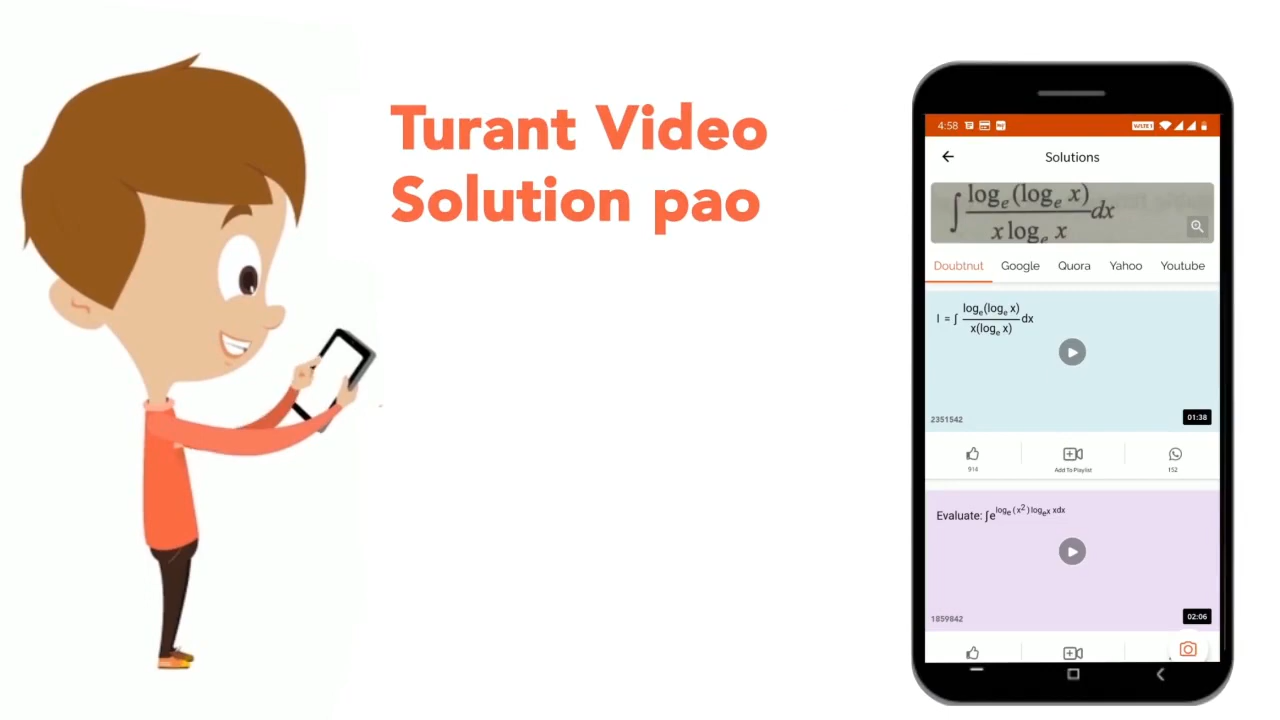 Turant Video
Solution pao
4:58
VoLTE1
Solutions
∫ logₑ(logₑ x) / x logₑ x dx
Doubtnut Google Quora Yahoo Youtube
I = ∫ logₑ(logₑ x) / x(logₑ x) dx
2351542 01:38
914 Add To Playlist 152
Evaluate: ∫e^logₑ(x²)logₑx xdx
1859842 02:06